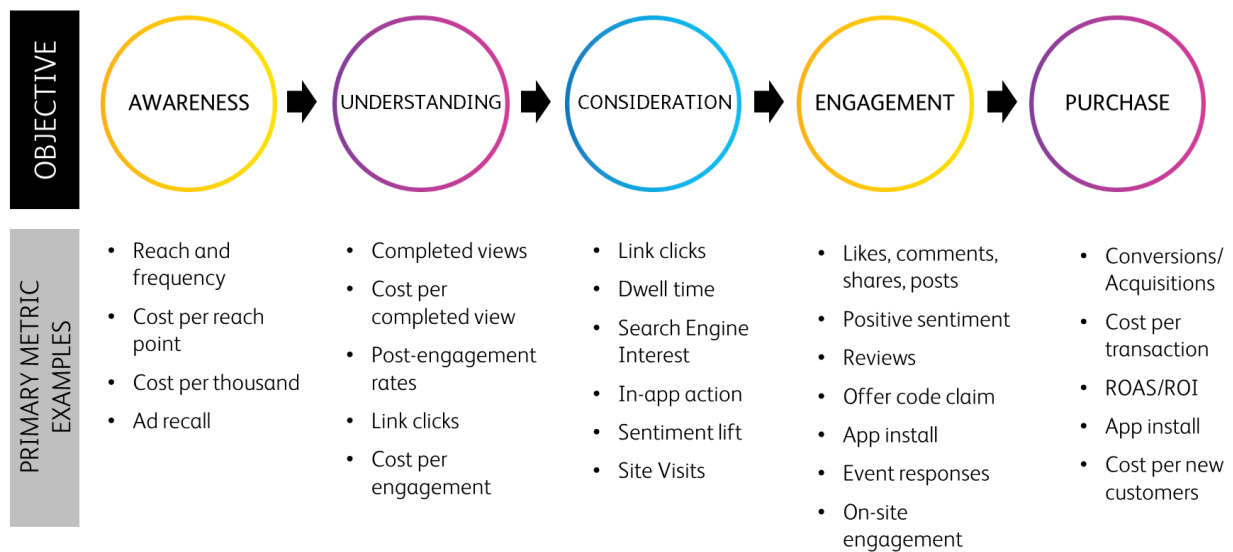 OBJECTIVE
AWARENESS
UNDERSTANDING
CONSIDERATION
ENGAGEMENT
PURCHASE
PRIMARY METRIC
EXAMPLES
• Reach and
frequency
• Cost per reach
point
• Cost per thousand
• Ad recall
• Completed views
• Cost per
completed view
• Post-engagement
rates
• Link clicks
• Cost per
engagement
• Link clicks
• Dwell time
• Search Engine
Interest
• In-app action
• Sentiment lift
• Site Visits
• Likes, comments,
shares, posts
• Positive sentiment
• Reviews
• Offer code claim
• App install
• Event responses
• On-site
engagement
• Conversions/
Acquisitions
• Cost per
transaction
• ROAS/ROI
• App install
• Cost per new
customers